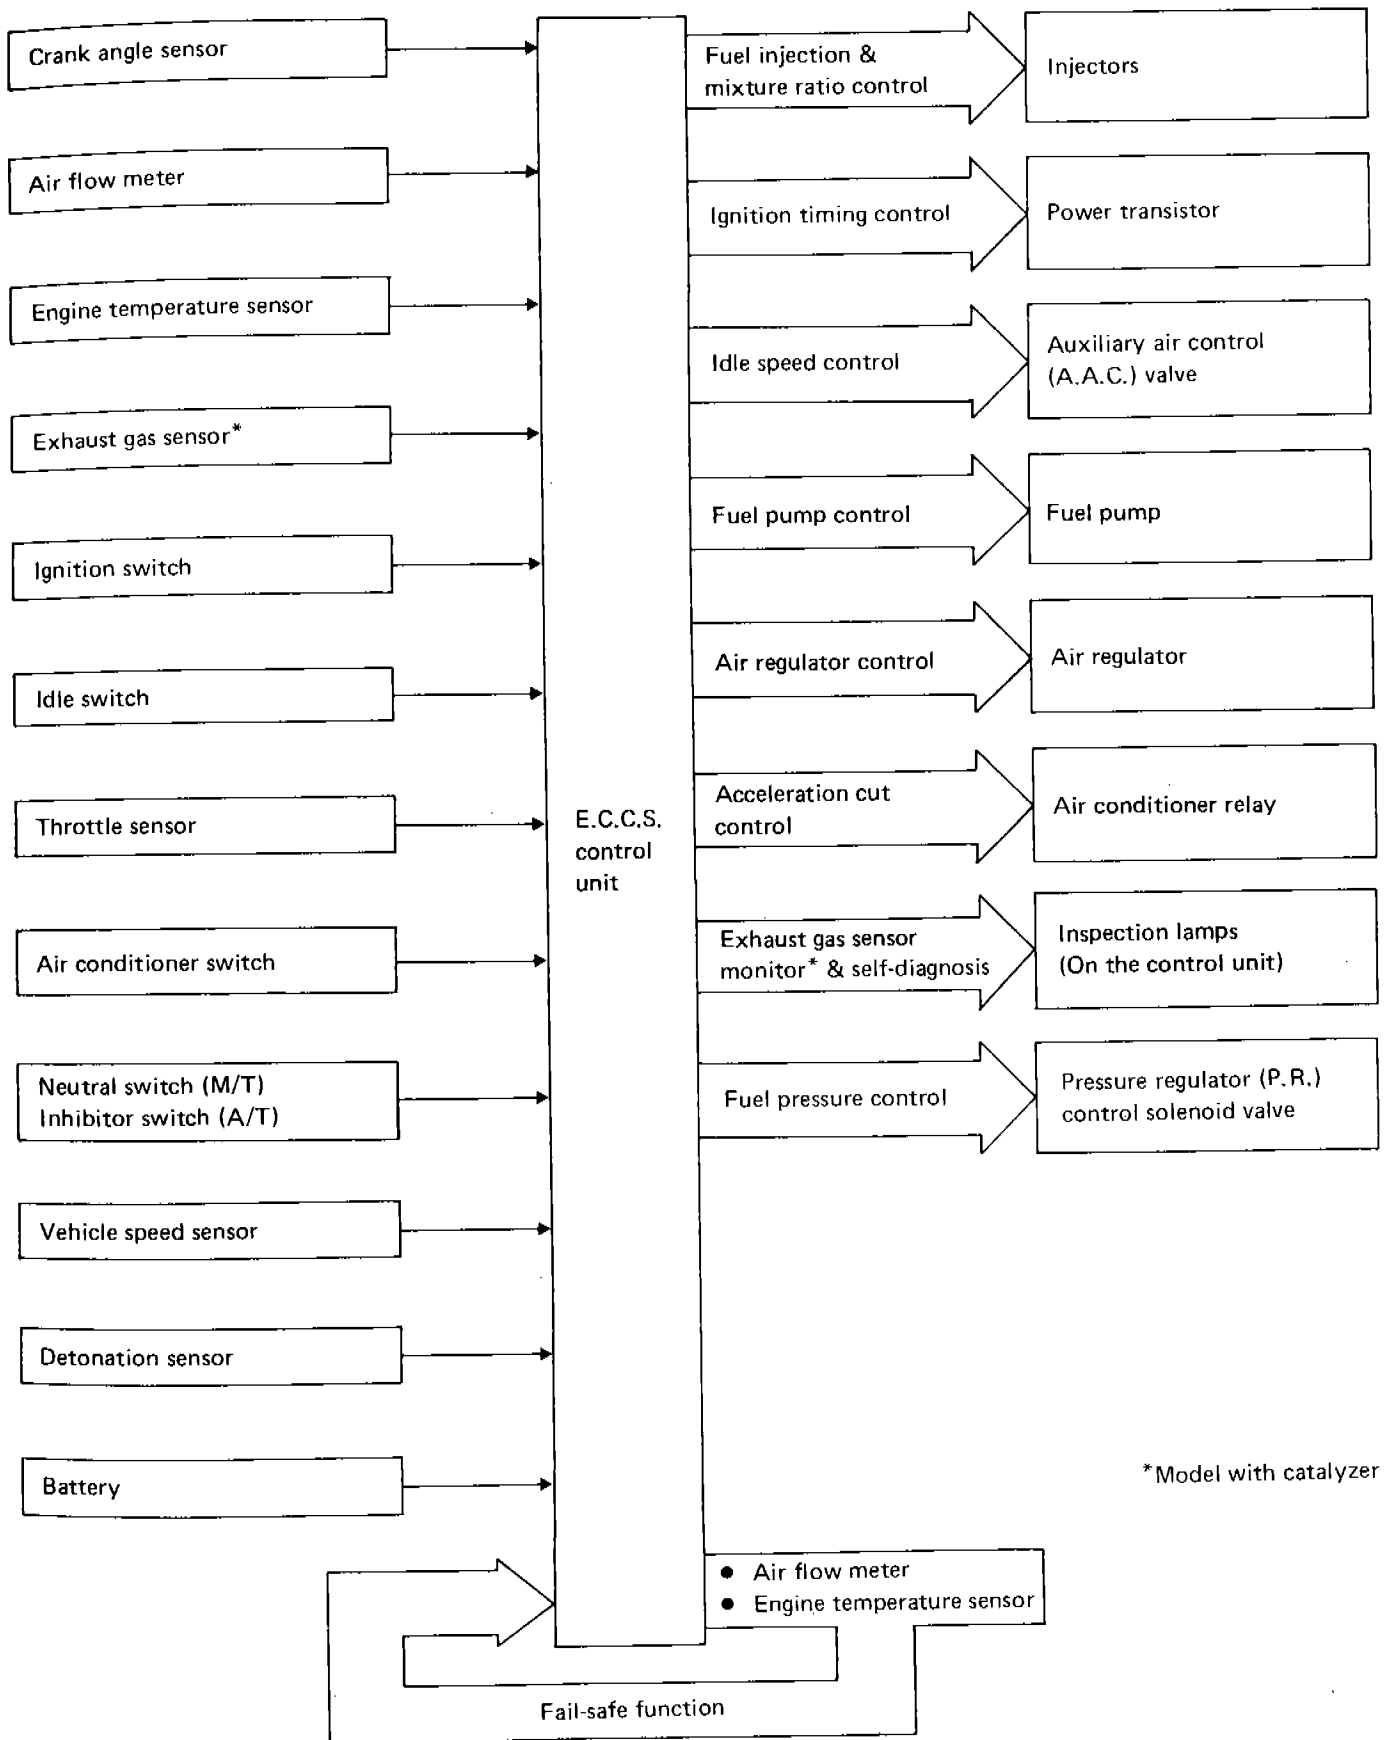 Crank angle sensor
Air flow meter
Engine temperature sensor
Exhaust gas sensor*
Ignition switch
Idle switch
Throttle sensor
Air conditioner switch
Neutral switch (M/T)
Inhibitor switch (A/T)
Vehicle speed sensor
Detonation sensor
Battery
E.C.C.S.
control
unit
Fuel injection &
mixture ratio control
Injectors
Ignition timing control
Power transistor
Idle speed control
Auxiliary air control
(A.A.C.) valve
Fuel pump control
Fuel pump
Air regulator control
Air regulator
Acceleration cut
control
Air conditioner relay
Exhaust gas sensor
monitor* & self-diagnosis
Inspection lamps
(On the control unit)
Fuel pressure control
Pressure regulator (P.R.)
control solenoid valve
*Model with catalyzer
● Air flow meter
● Engine temperature sensor
Fail-safe function